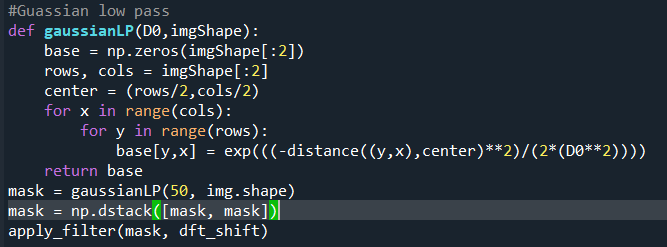 #Guassian low pass
def gaussianLP(D0,imgShape):
    base = np.zeros(imgShape[:2])
    rows, cols = imgShape[:2]
    center = (rows/2,cols/2)
    for x in range(cols):
        for y in range(rows):
            base[y,x] = exp(((-distance((y,x),center)**2)/(2*(D0**2))))
    return base
mask = gaussianLP(50, img.shape)
mask = np.dstack([mask, mask])
apply_filter(mask, dft_shift)